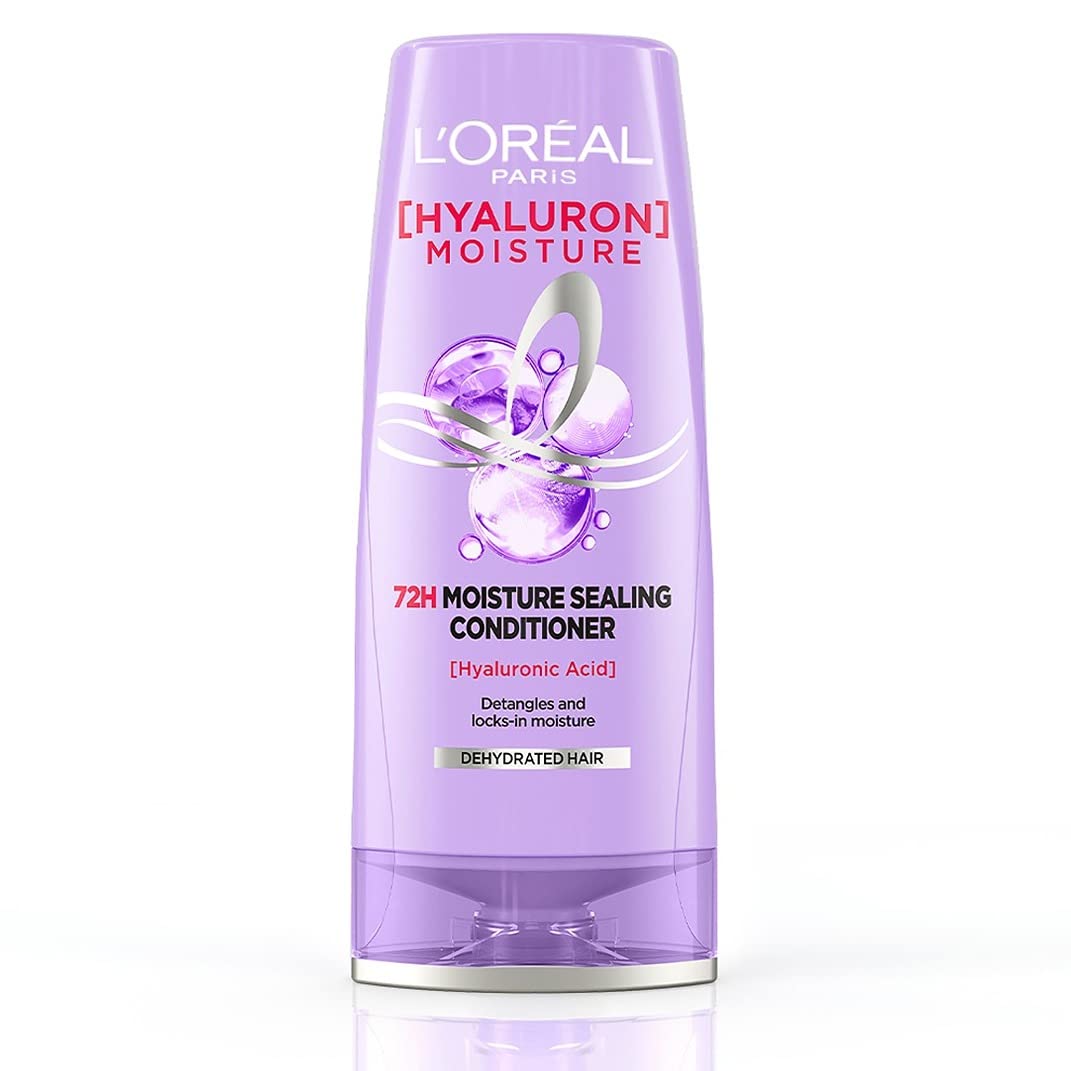 L'ORÉAL
PARiS
[HYALURON]
MOISTURE
72H MOISTURE SEALING
CONDITIONER
[Hyaluronic Acid]
Detangles and
locks-in moisture
DEHYDRATED HAIR